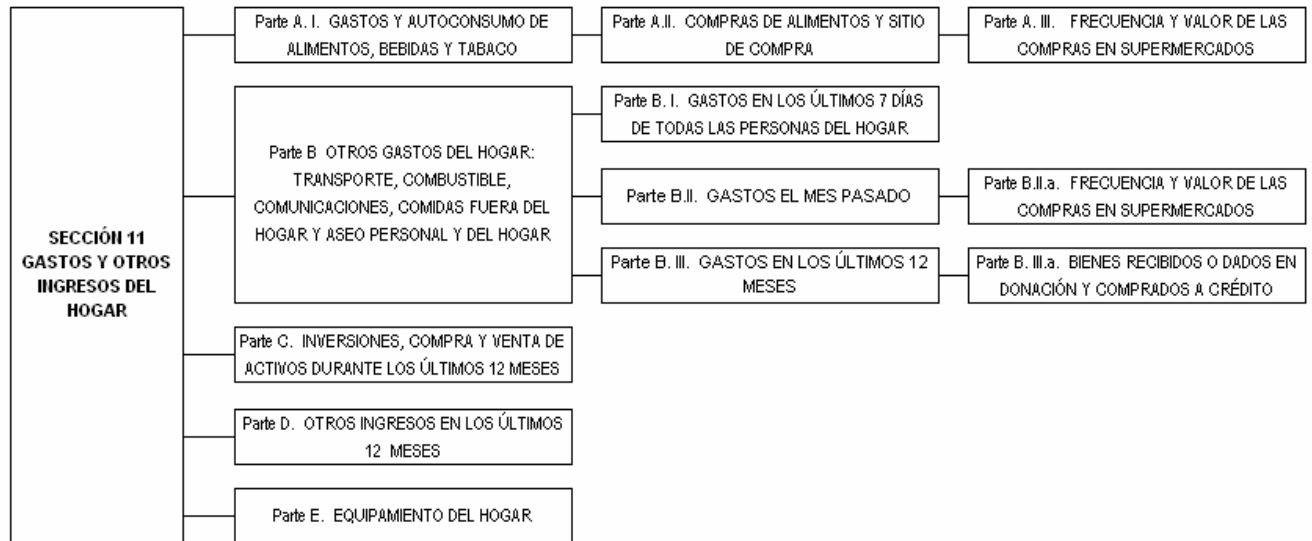 SECCIÓN 11
GASTOS Y OTROS
INGRESOS DEL
HOGAR
Parte A. I. GASTOS Y AUTOCONSUMO DE
ALIMENTOS, BEBIDAS Y TABACO
Parte A.II. COMPRAS DE ALIMENTOS Y SITIO
DE COMPRA
Parte A. III. FRECUENCIA Y VALOR DE LAS
COMPRAS EN SUPERMERCADOS
Parte B OTROS GASTOS DEL HOGAR:
TRANSPORTE, COMBUSTIBLE,
COMUNICACIONES, COMIDAS FUERA DEL
HOGAR Y ASEO PERSONAL Y DEL HOGAR
Parte B. I. GASTOS EN LOS ÚLTIMOS 7 DÍAS
DE TODAS LAS PERSONAS DEL HOGAR
Parte B.II. GASTOS EL MES PASADO
Parte B.II.a. FRECUENCIA Y VALOR DE LAS
COMPRAS EN SUPERMERCADOS
Parte B. III. GASTOS EN LOS ÚLTIMOS 12
MESES
Parte B. III.a. BIENES RECIBIDOS O DADOS EN
DONACIÓN Y COMPRADOS A CRÉDITO
Parte C. INVERSIONES, COMPRA Y VENTA DE
ACTIVOS DURANTE LOS ÚLTIMOS 12 MESES
Parte D. OTROS INGRESOS EN LOS ÚLTIMOS
12 MESES
Parte E. EQUIPAMIENTO DEL HOGAR